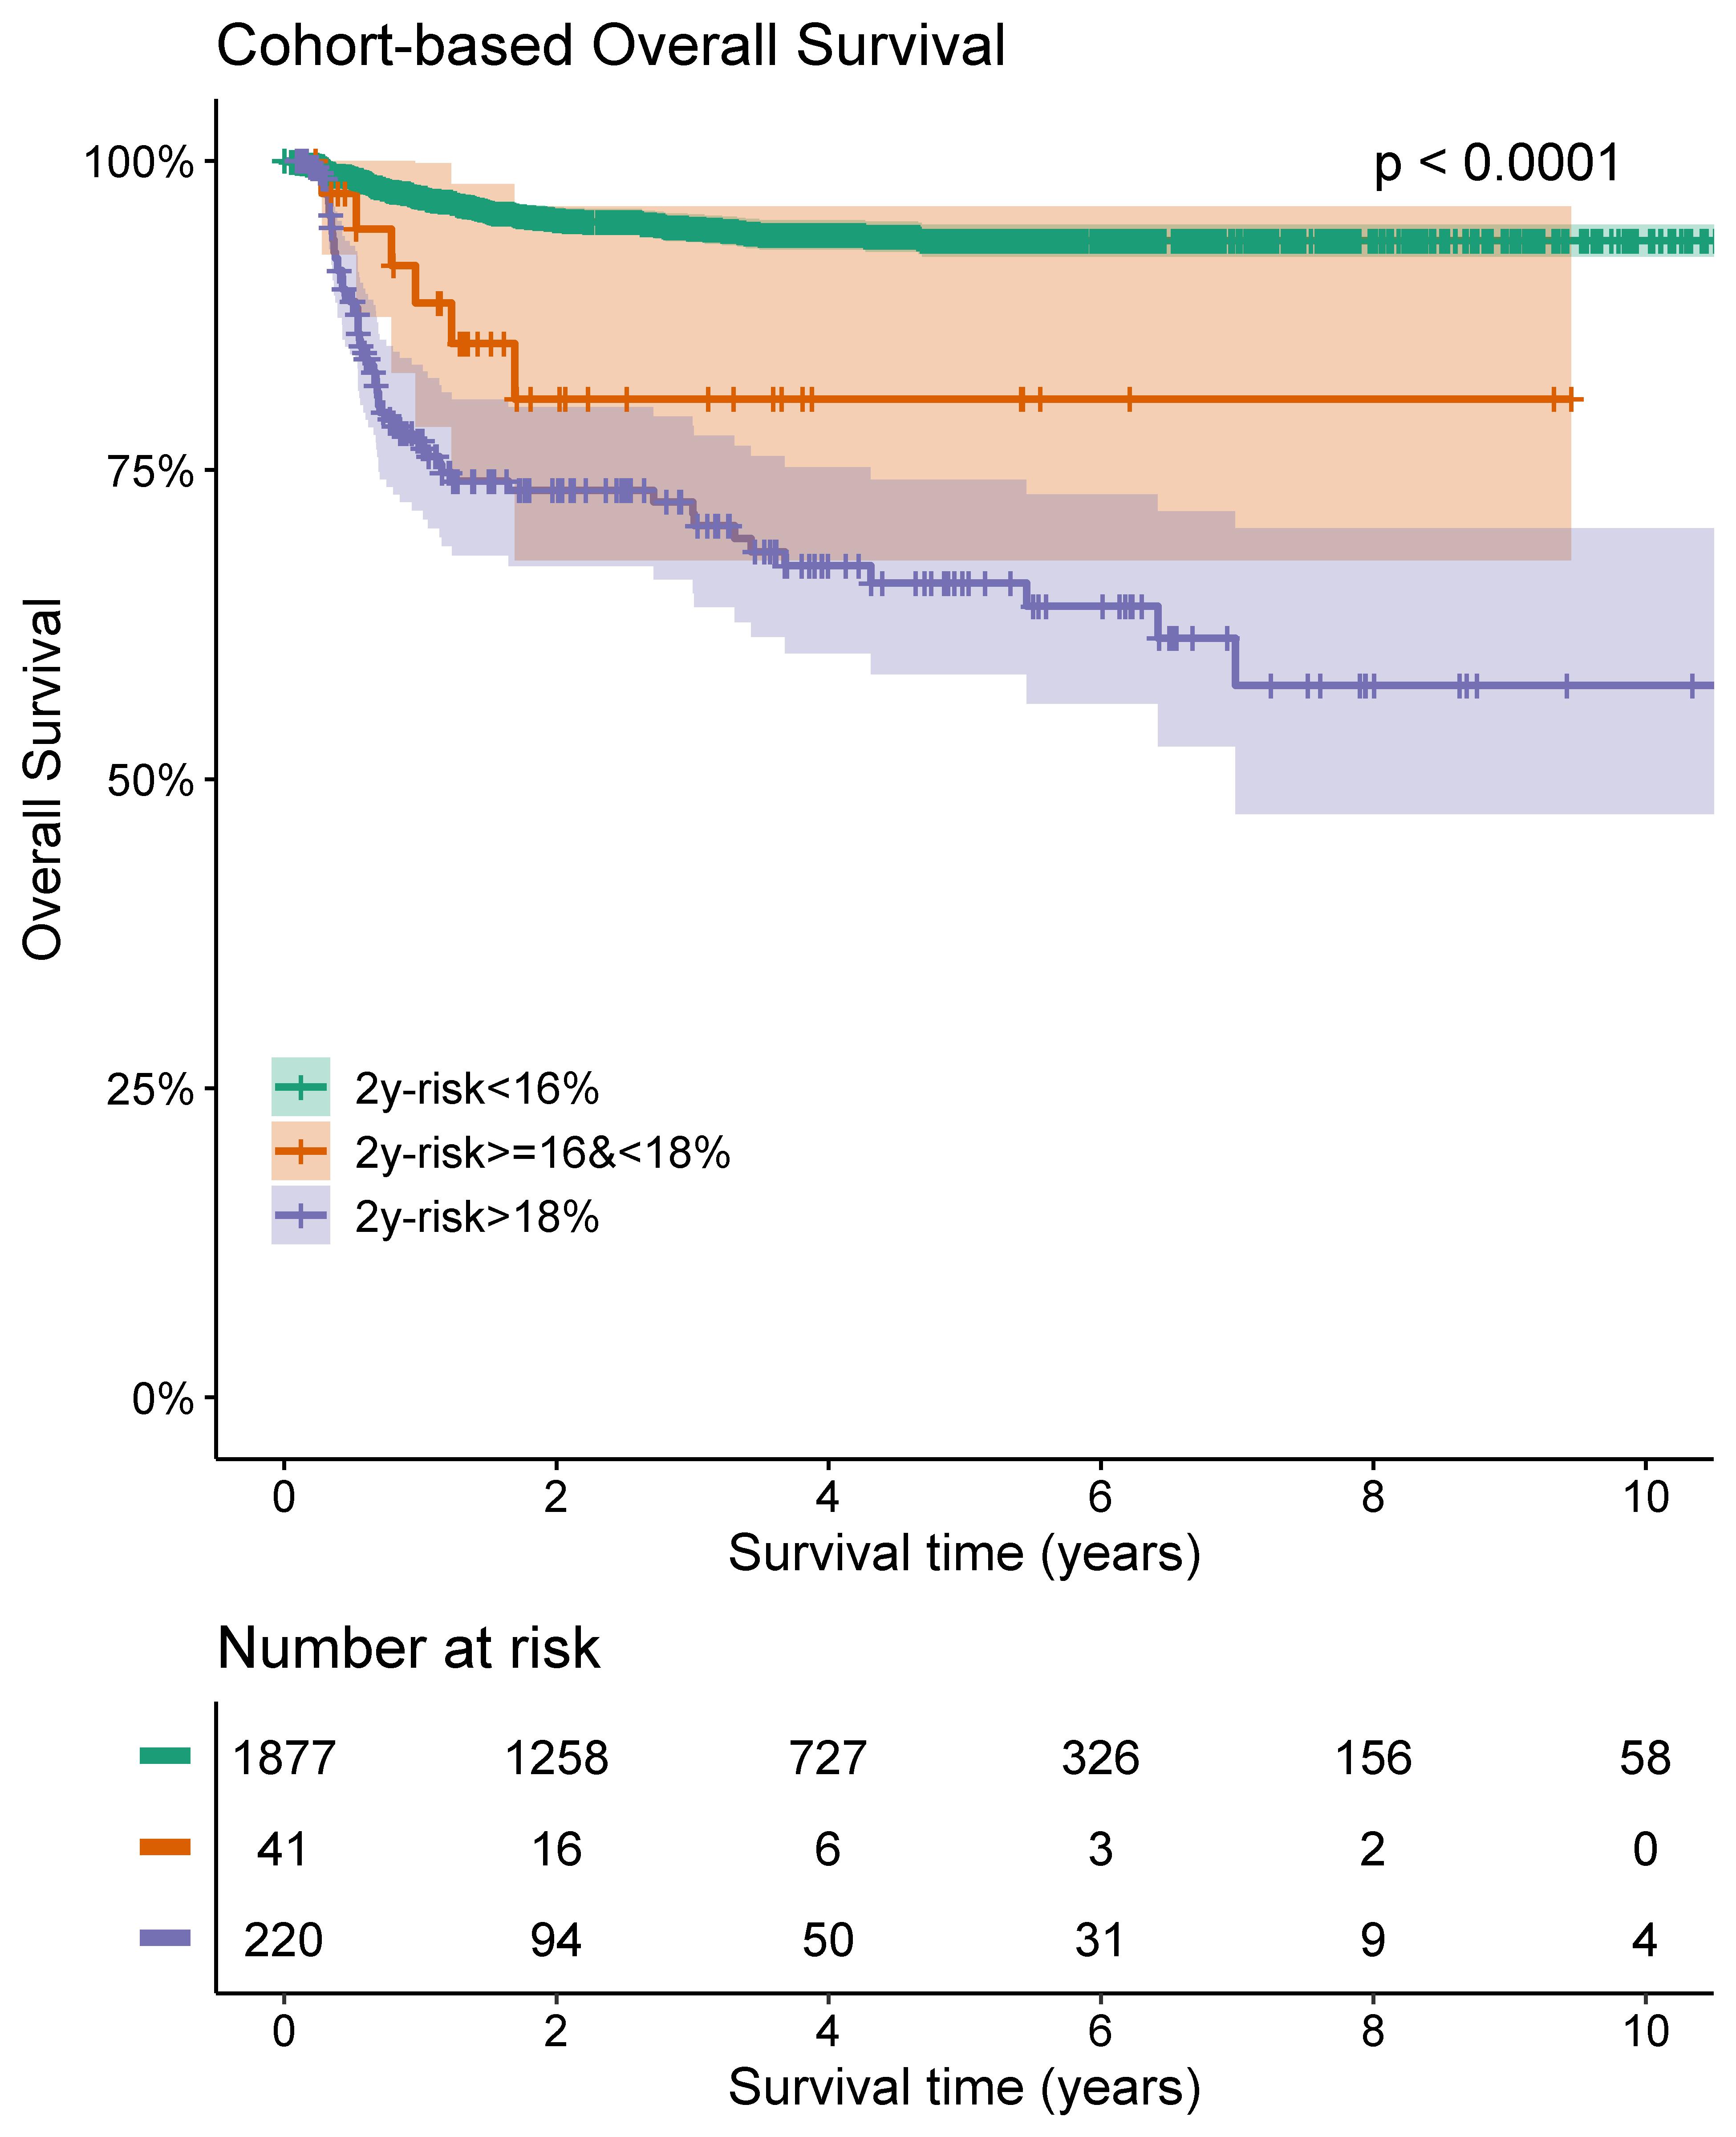 Cohort-based Overall Survival
p < 0.0001
100%
75%
50%
25%
0%
Overall Survival
2y-risk<16%
2y-risk>=16&<18%
2y-risk>18%
0 2 4 6 8 10
Survival time (years)
Number at risk
1877 1258 727 326 156 58
41 16 6 3 2 0
220 94 50 31 9 4
0 2 4 6 8 10
Survival time (years)